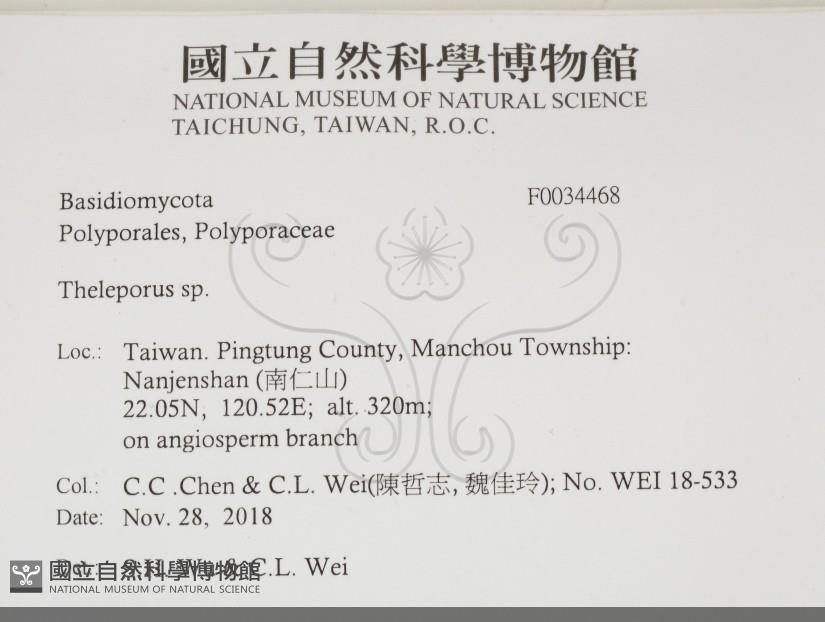 國立自然科學博物館
NATIONAL MUSEUM OF NATURAL SCIENCE
TAICHUNG, TAIWAN, R.O.C.
Basidiomycota F0034468
Polyporales, Polyporaceae
Theleporus sp.
Loc.: Taiwan. Pingtung County, Manchou Township:
Nanjenshan (南仁山)
22.05N, 120.52E; alt. 320m;
on angiosperm branch
Col.: C.C .Chen & C.L. Wei(陳哲志, 魏佳玲); No. WEI 18-533
Date: Nov. 28, 2018
& C.L. Wei
國立自然科學博物館
NATIONAL MUSEUM OF NATURAL SCIENCE